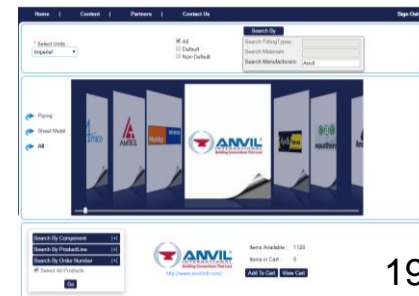 Home | Content | Partners | Contact Us Sign Out
* Select Units
Imperial
All
Default
Non-Default
Search By
Search FittingTypes:
Search Materials:
Search Manufacturers: Anvil
Piping
Sheet Metal
All
AMTROL
ANVIL
INTERNATIONAL
Building Connections That Last
Search By Component [+]
Search By ProductLine [+]
Search By Order Number [+]
Select All Products
Go
ANVIL
INTERNATIONAL
Building Connections That Last
http://www.anvilintl.com/
Items Available : 1120
Items in Cart : 0
Add To Cart View Cart
19